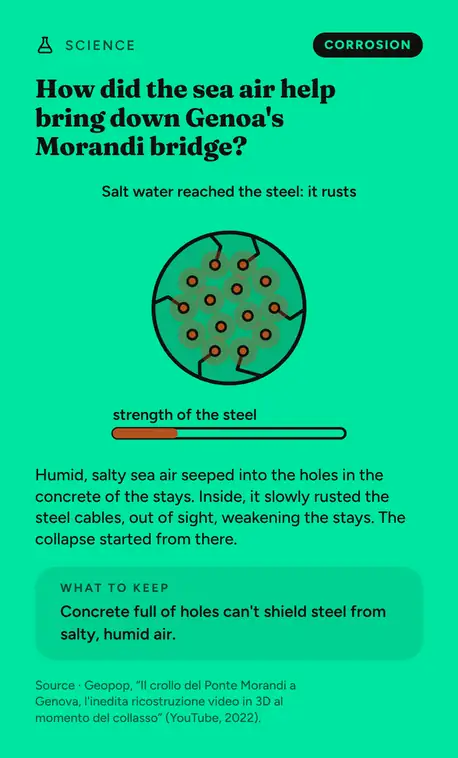 SCIENCE
CORROSION
How did the sea air help
bring down Genoa's
Morandi bridge?
Salt water reached the steel: it rusts
strength of the steel
Humid, salty sea air seeped into the holes in the
concrete of the stays. Inside, it slowly rusted the
steel cables, out of sight, weakening the stays. The
collapse started from there.
WHAT TO KEEP
Concrete full of holes can't shield steel from
salty, humid air.
Source · Geopop, “Il crollo del Ponte Morandi a
Genova, l'inedita ricostruzione video in 3D al
momento del collasso” (YouTube, 2022).